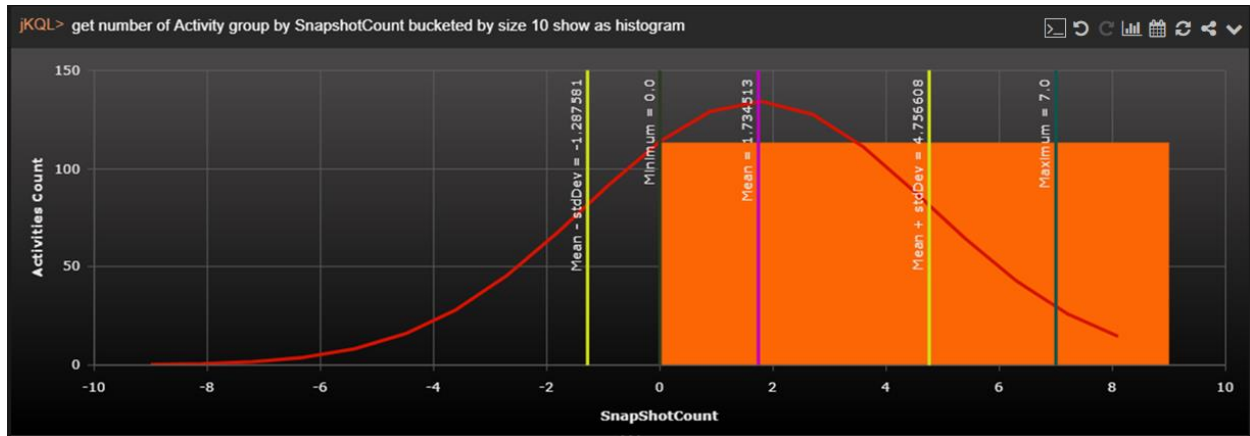 jKQL> get number of Activity group by SnapshotCount bucketed by size 10 show as histogram
150
100
50
0
Activities Count
Mean - stdDev = -1.287581
Minimum = 0.0
Mean = 1.734513
Mean + stdDev = 4.756608
Maximum = 7.0
-10 -8 -6 -4 -2 0 2 4 6 8 10
SnapShotCount